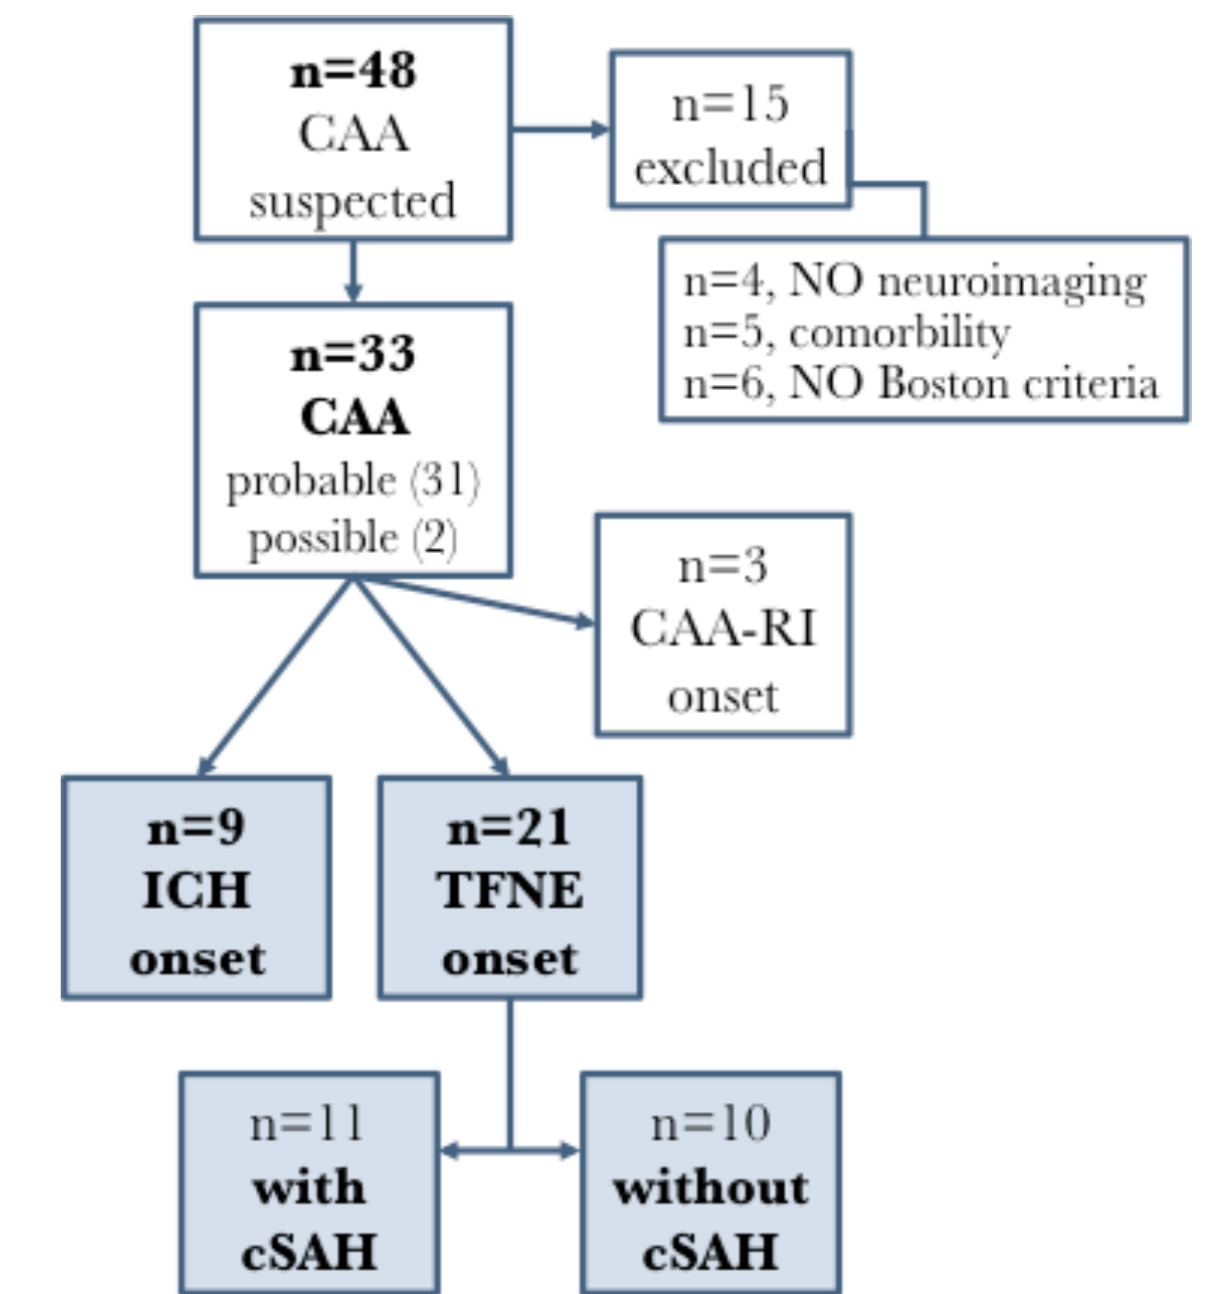 n=48
CAA
suspected
n=15
excluded
n=4, NO neuroimaging
n=5, comorbility
n=6, NO Boston criteria
n=33
CAA
probable (31)
possible (2)
n=3
CAA-RI
onset
n=9
ICH
onset
n=21
TFNE
onset
n=11
with
cSAH
n=10
without
cSAH